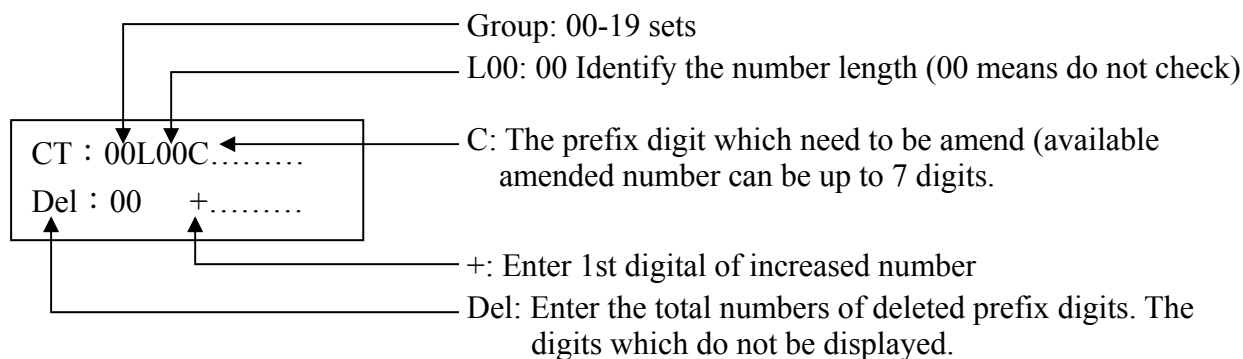 Group: 00-19 sets
L00: 00 Identify the number length (00 means do not check)
CT：00L00C.........
C: The prefix digit which need to be amend (available
amended number can be up to 7 digits.
Del：00 +.........
+: Enter 1st digital of increased number
Del: Enter the total numbers of deleted prefix digits. The
digits which do not be displayed.